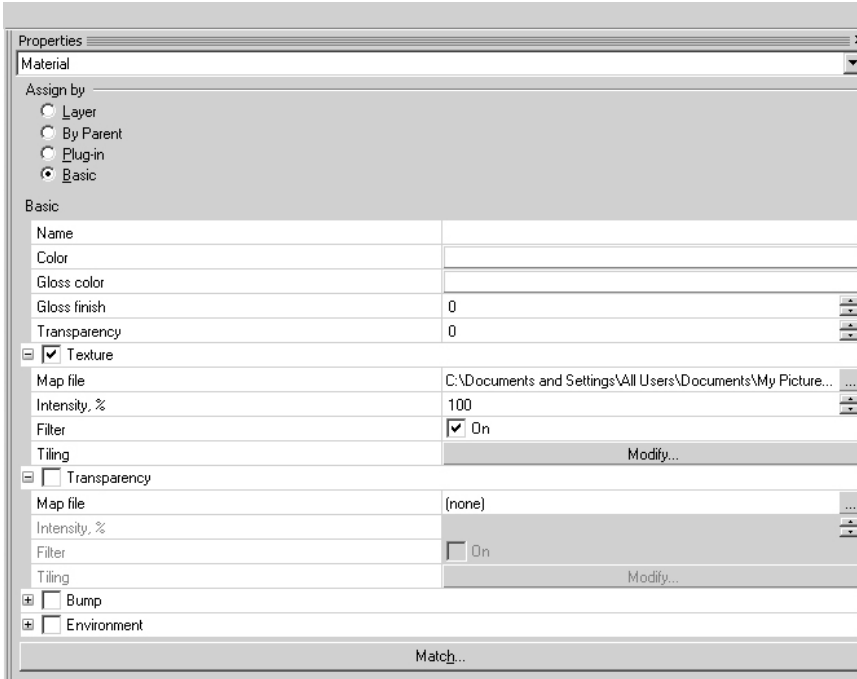 Properties
Material
Assign by
Layer
By Parent
Plug-in
Basic
Basic
Name
Color
Gloss color
Gloss finish 0
Transparency 0
Texture
Map file C:\Documents and Settings\All Users\Documents\My Picture... ...
Intensity, % 100
Filter On
Tiling Modify...
Transparency
Map file (none) ...
Intensity, %
Filter On
Tiling Modify...
Bump
Environment
Match...